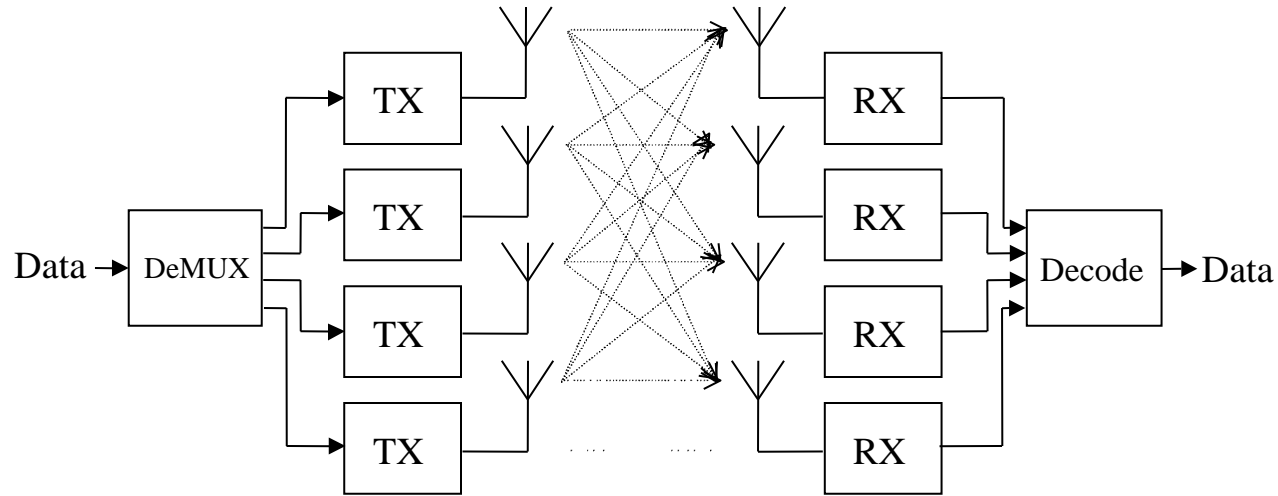 Data
DeMUX
TX
TX
TX
TX
RX
RX
RX
RX
Decode
Data